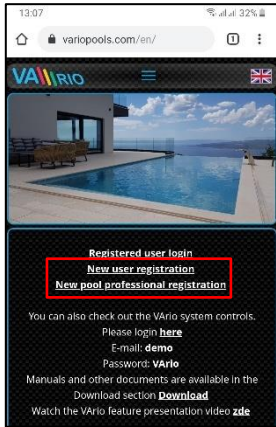 13:07 32%
variopools.com/en/ 1
VArio
Registered user login
New user registration
New pool professional registration
You can also check out the VArio system controls.
Please login here
E-mail: demo
Password: VArio
Manuals and other documents are available in the
Download section Download
Watch the VArio feature presentation video zde